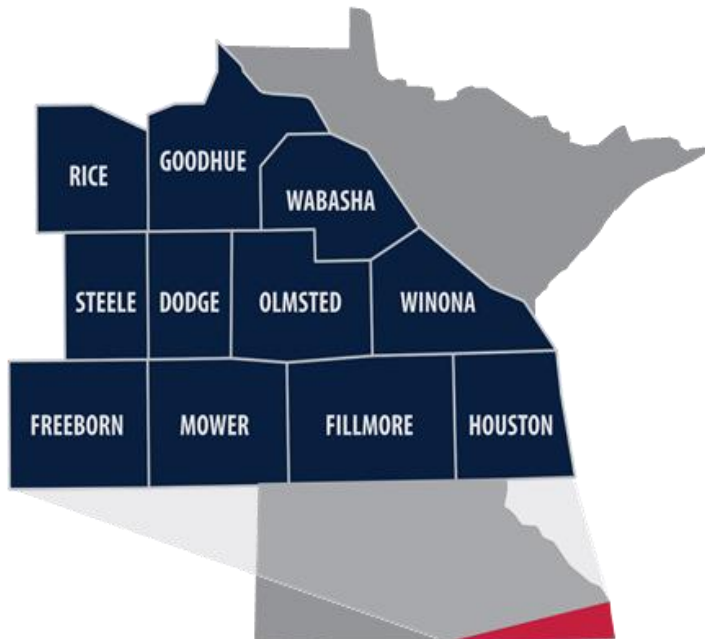 RICE
GOODHUE
WABASHA
STEELE
DODGE
OLMSTED
WINONA
FREEBORN
MOWER
FILLMORE
HOUSTON